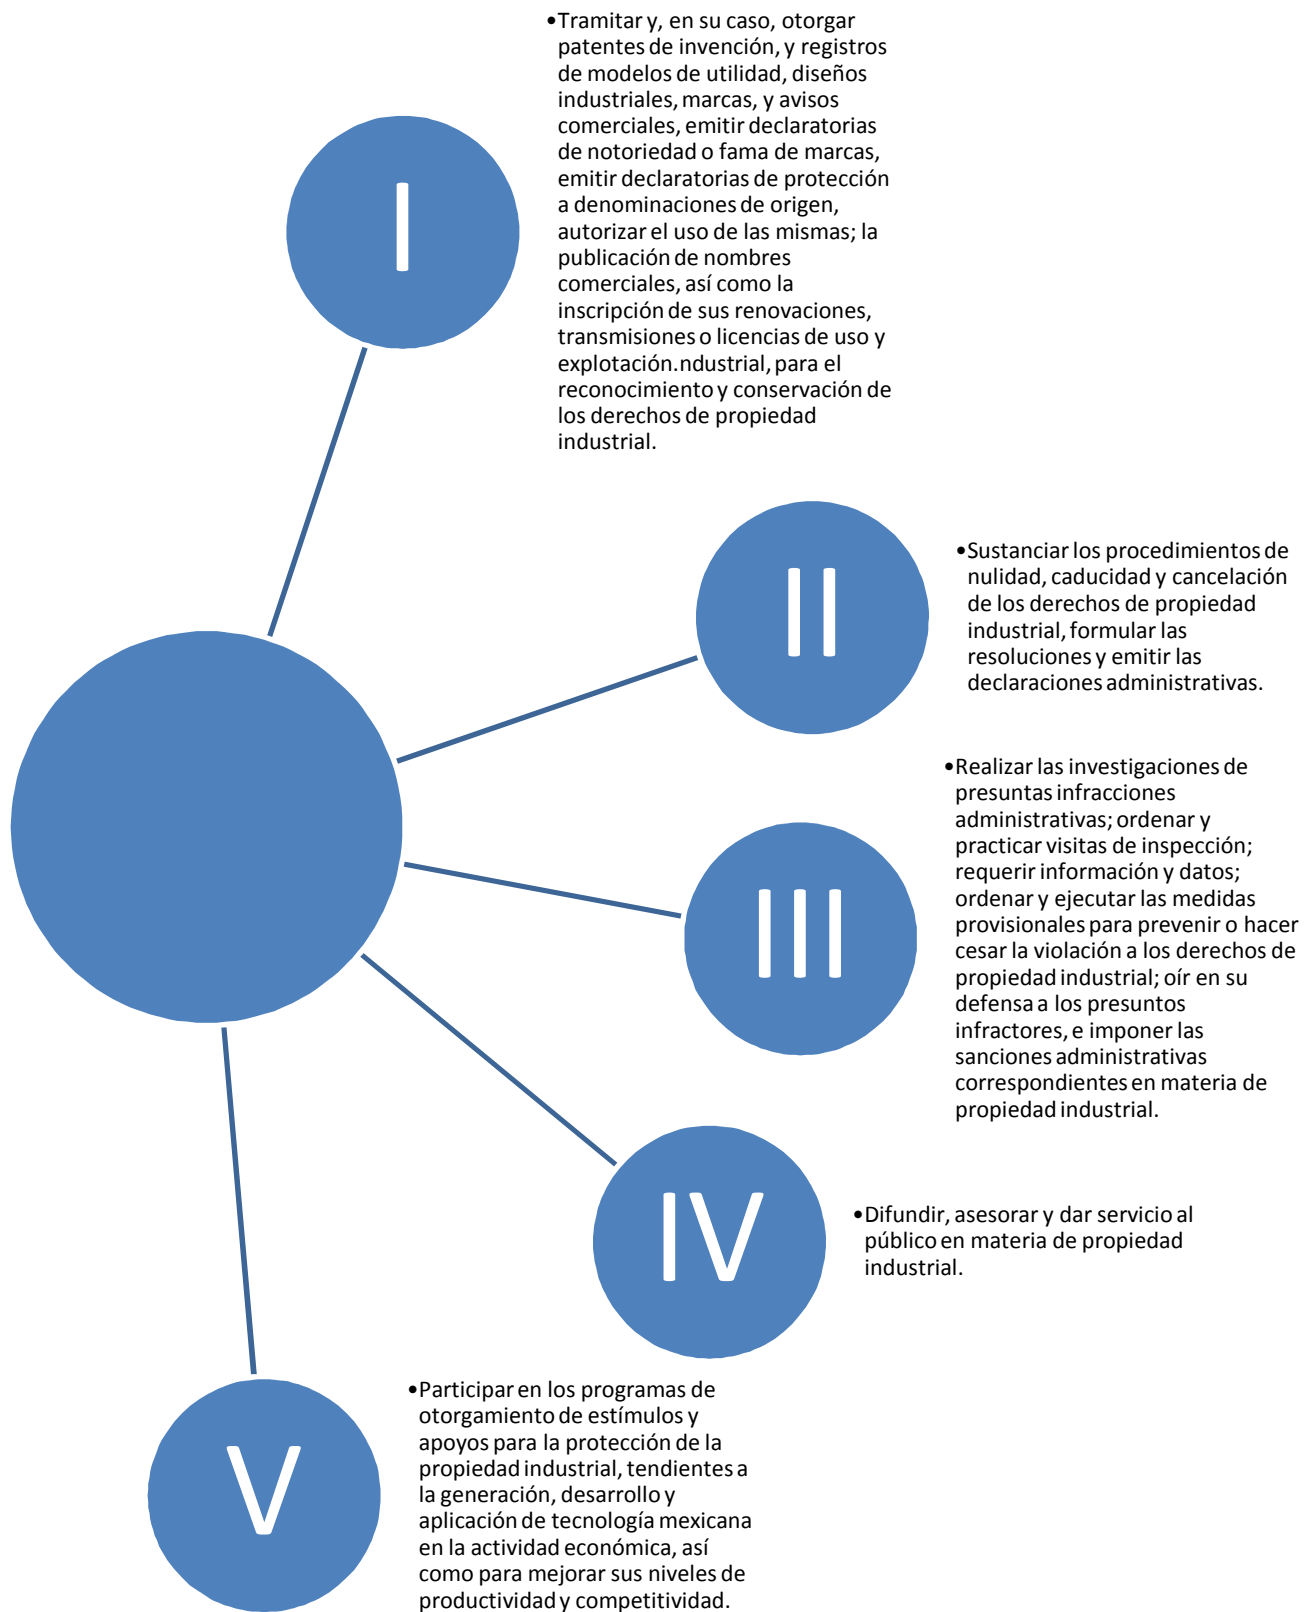 I
•Tramitar y, en su caso, otorgar
patentes de invención, y registros
de modelos de utilidad, diseños
industriales, marcas, y avisos
comerciales, emitir declaratorias
de notoriedad o fama de marcas,
emitir declaratorias de protección
a denominaciones de origen,
autorizar el uso de las mismas; la
publicación de nombres
comerciales, así como la
inscripción de sus renovaciones,
transmisiones o licencias de uso y
explotación.ndustrial, para el
reconocimiento y conservación de
los derechos de propiedad
industrial.
II
•Sustanciar los procedimientos de
nulidad, caducidad y cancelación
de los derechos de propiedad
industrial, formular las
resoluciones y emitir las
declaraciones administrativas.
III
•Realizar las investigaciones de
presuntas infracciones
administrativas; ordenar y
practicar visitas de inspección;
requerir información y datos;
ordenar y ejecutar las medidas
provisionales para prevenir o hacer
cesar la violación a los derechos de
propiedad industrial; oír en su
defensa a los presuntos
infractores, e imponer las
sanciones administrativas
correspondientes en materia de
propiedad industrial.
IV
•Difundir, asesorar y dar servicio al
público en materia de propiedad
industrial.
V
•Participar en los programas de
otorgamiento de estímulos y
apoyos para la protección de la
propiedad industrial, tendientes a
la generación, desarrollo y
aplicación de tecnología mexicana
en la actividad económica, así
como para mejorar sus niveles de
productividad y competitividad.